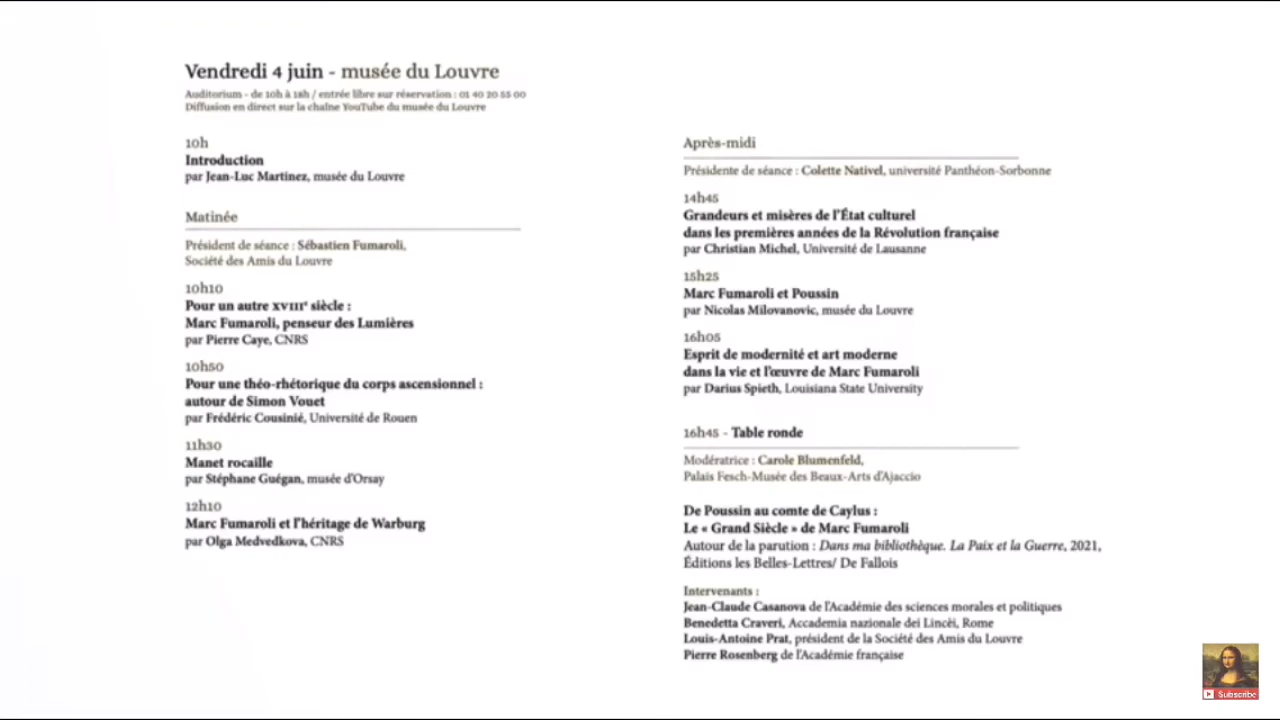 Vendredi 4 juin - musée du Louvre
Auditorium - de 10h à 18h / entrée libre sur réservation : 01 40 20 55 00
Diffusion en direct sur la chaîne YouTube du musée du Louvre
10h
Introduction
par Jean-Luc Martinez, musée du Louvre
Matinée
Président de séance : Sébastien Fumaroli,
Société des Amis du Louvre
10h10
Pour un autre XVIIIe siècle :
Marc Fumaroli, penseur des Lumières
par Pierre Caye, CNRS
10h50
Pour une théo-rhétorique du corps ascensionnel :
autour de Simon Vouet
par Frédéric Cousinié, Université de Rouen
11h30
Manet rocaille
par Stéphane Guégan, musée d'Orsay
12h10
Marc Fumaroli et l'héritage de Warburg
par Olga Medvedkova, CNRS
Après-midi
Présidente de séance : Colette Nativel, université Panthéon-Sorbonne
14h45
Grandeurs et misères de l'État culturel
dans les premières années de la Révolution française
par Christian Michel, Université de Lausanne
15h25
Marc Fumaroli et Poussin
par Nicolas Milovanovic, musée du Louvre
16h05
Esprit de modernité et art moderne
dans la vie et l'œuvre de Marc Fumaroli
par Darius Spieth, Louisiana State University
16h45 - Table ronde
Modératrice : Carole Blumenfeld,
Palais Fesch-Musée des Beaux-Arts d'Ajaccio
De Poussin au comte de Caylus :
Le « Grand Siècle » de Marc Fumaroli
Autour de la parution : Dans ma bibliothèque. La Paix et la Guerre, 2021,
Éditions les Belles-Lettres/ De Fallois
Intervenants :
Jean-Claude Casanova de l'Académie des sciences morales et politiques
Benedetta Craveri, Accademia nazionale dei Lincèi, Rome
Louis-Antoine Prat, président de la Société des Amis du Louvre
Pierre Rosenberg de l'Académie française
Subscribe